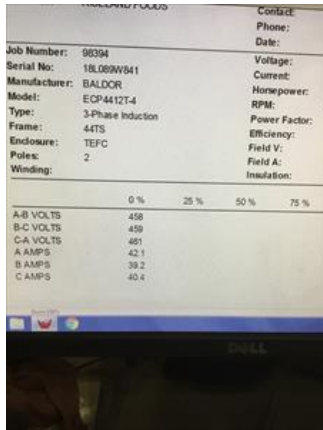 FOODS
Contact:
Phone:
Date:
Job Number: 98394
Voltage:
Serial No: 18L089W841
Current:
Manufacturer: BALDOR
Horsepower:
Model: ECP4412T-4
RPM:
Type: 3-Phase Induction
Power Factor:
Frame: 44TS
Efficiency:
Enclosure: TEFC
Field V:
Poles: 2
Field A:
Winding:
Insulation:
0 % 25 % 50 % 75 %
A-B VOLTS 458
B-C VOLTS 459
C-A VOLTS 461
A AMPS 42.1
B AMPS 39.2
C AMPS 40.4
DELL